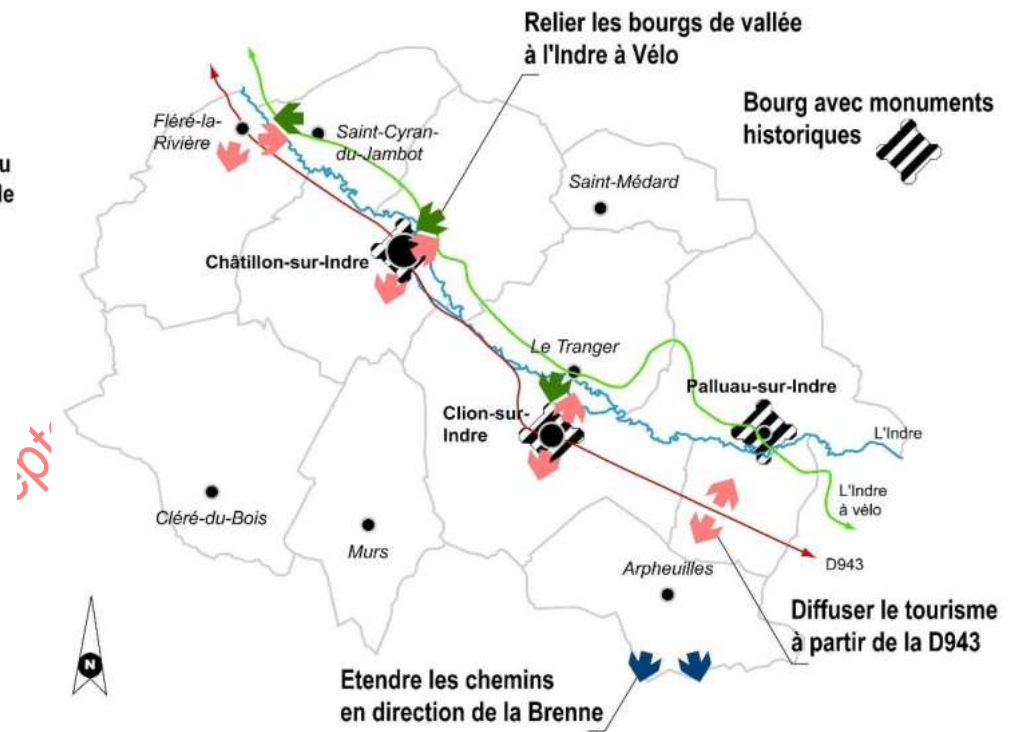 Relier les bourgs de vallée
à l'Indre à Vélo
Bourg avec monuments
historiques
Fléré-la-
Rivière
Saint-Cyran-
du-Jambot
Saint-Médard
Châtillon-sur-Indre
Le Tranger
Palluau-sur-Indre
Clion-sur-
Indre
L'Indre
L'Indre
à vélo
Cléré-du-Bois
Murs
Arpheuilles
D943
Diffuser le tourisme
à partir de la D943
Etendre les chemins
en direction de la Brenne
N